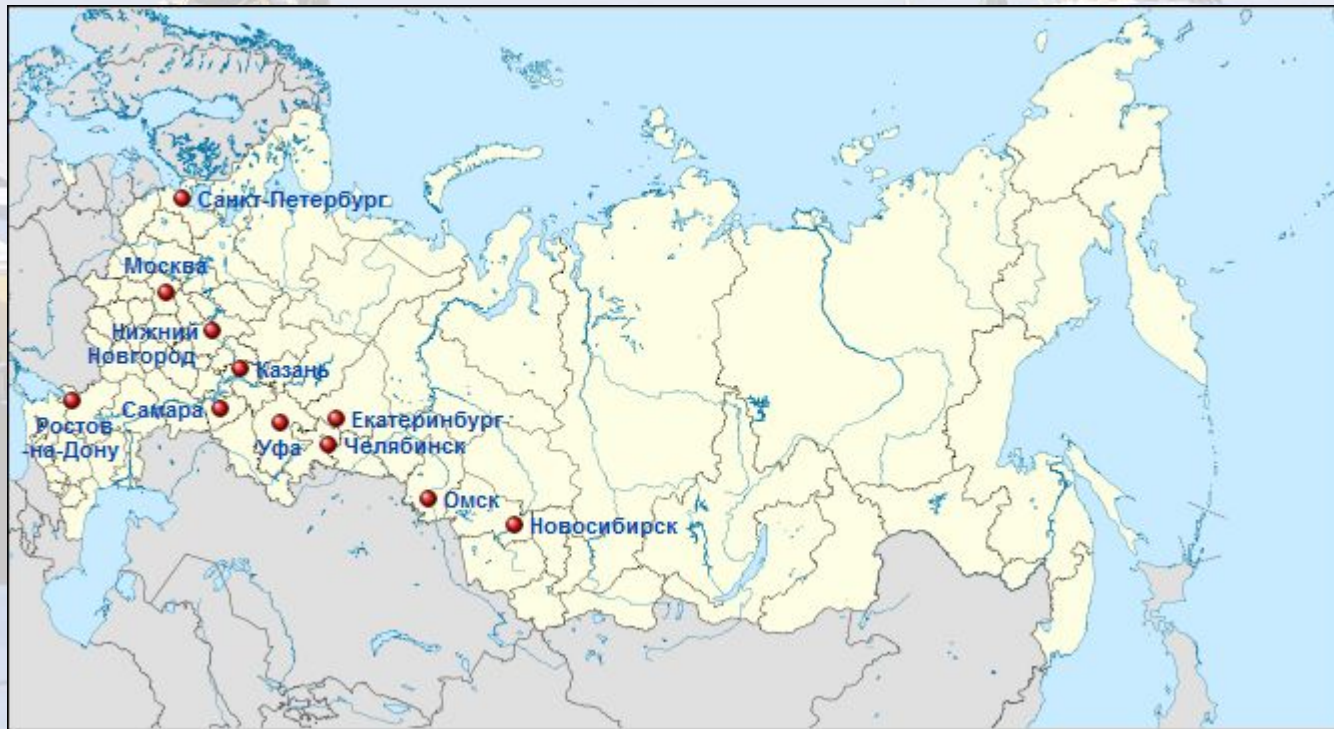 Санкт-Петербург
Москва
Нижний
Новгород
Казань
Самара
Ростов
-на-Дону
Уфа
Екатеринбург
Челябинск
Омск
Новосибирск